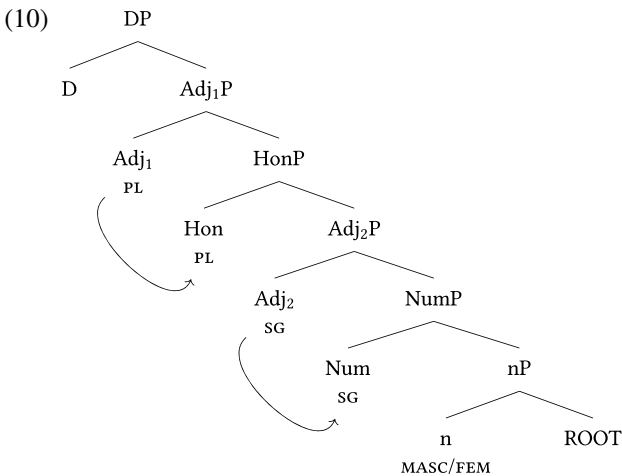 (10) DP
D Adj₁P
Adj₁ HonP
PL
Hon Adj₂P
PL
Adj₂ NumP
SG
Num nP
SG
n ROOT
MASC/FEM